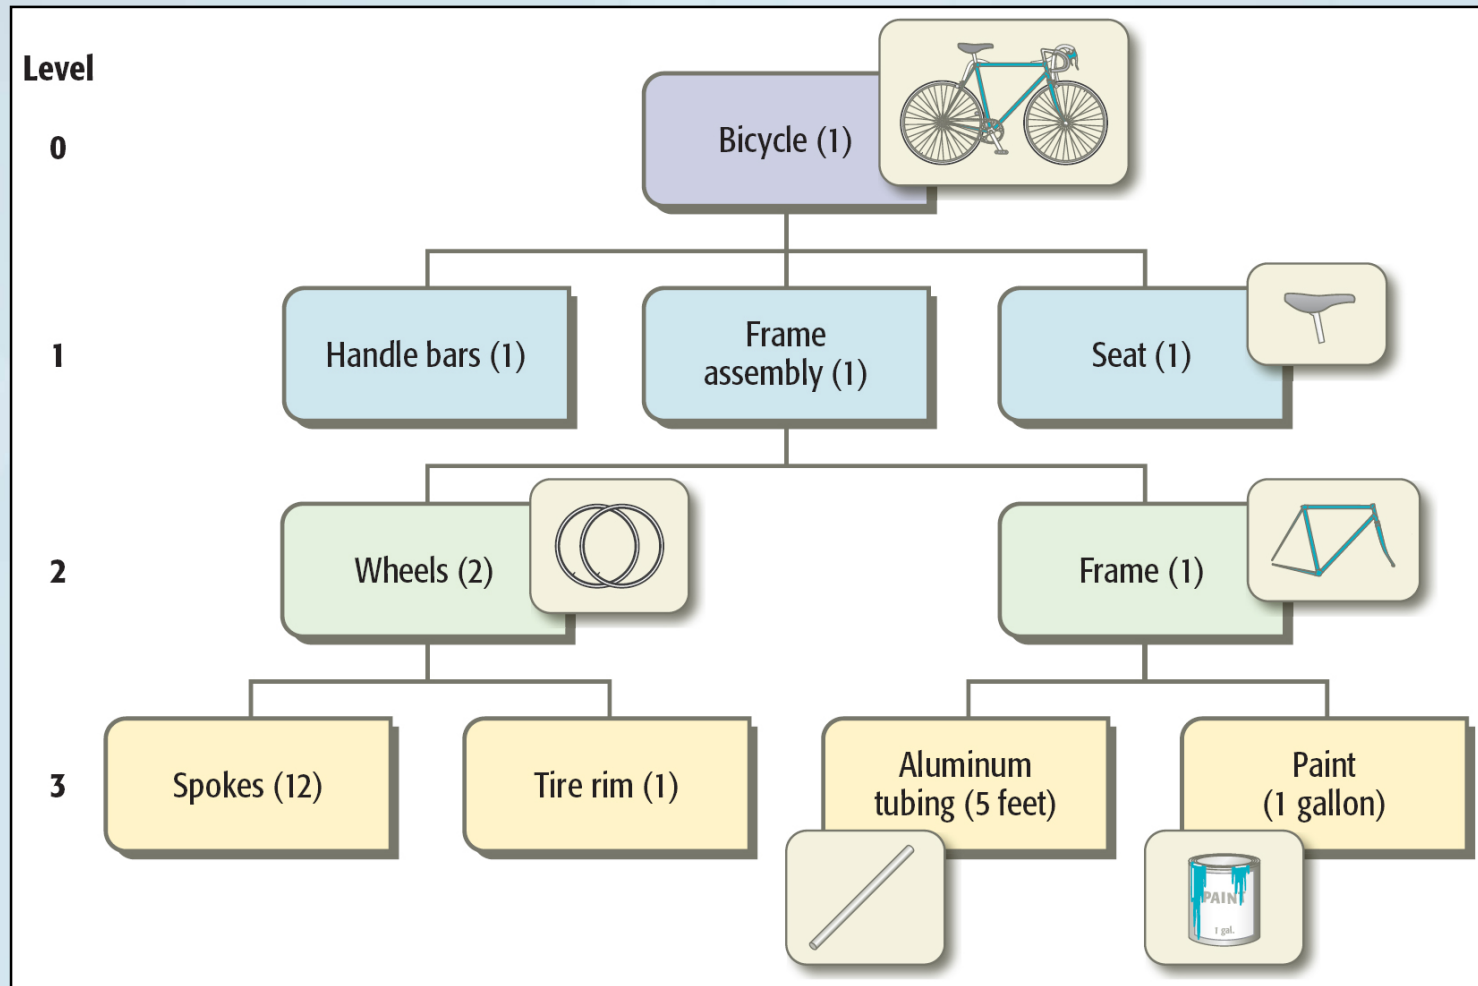 Level
0
Bicycle (1)
1
Handle bars (1)
Frame
assembly (1)
Seat (1)
2
Wheels (2)
Frame (1)
3
Spokes (12)
Tire rim (1)
Aluminum
tubing (5 feet)
Paint
(1 gallon)
PAINT
1 gal.